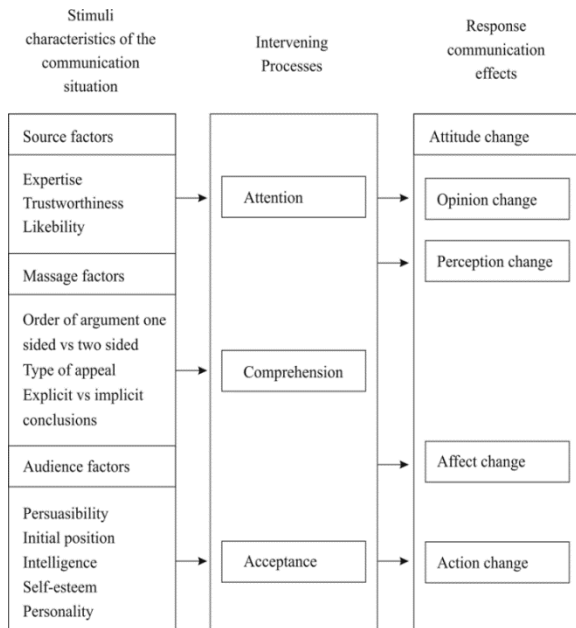 Stimuli
characteristics of the
communication
situation
Intervening
Processes
Response
communication
effects
Source factors
Expertise
Trustworthiness
Likebility
Massage factors
Order of argument one
sided vs two sided
Type of appeal
Explicit vs implicit
conclusions
Audience factors
Persuasibility
Initial position
Intelligence
Self-esteem
Personality
Attention
Comprehension
Acceptance
Attitude change
Opinion change
Perception change
Affect change
Action change